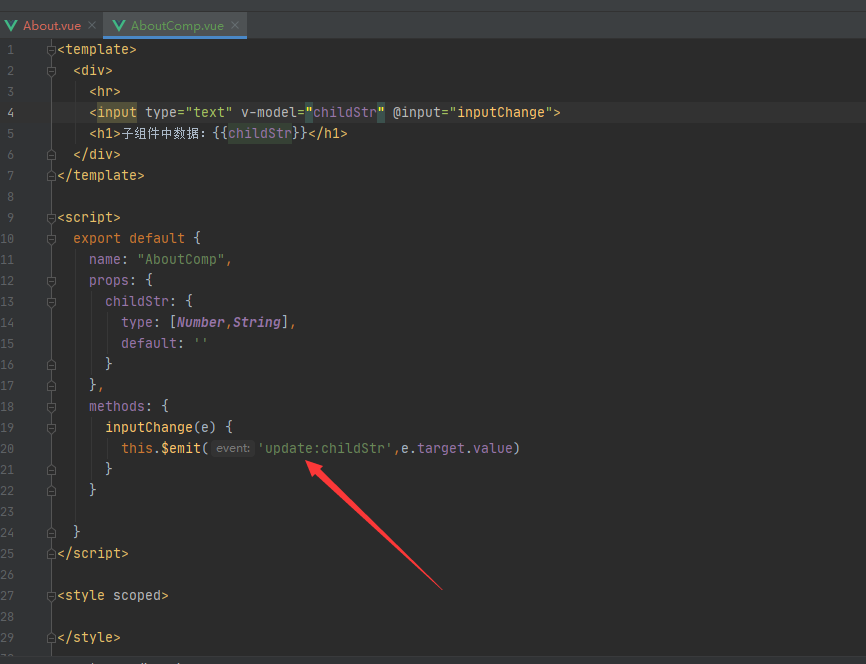 About.vue
AboutComp.vue
1 <template>
2 <div>
3 <hr>
4 <input type="text" v-model="childStr" @input="inputChange">
5 <h1>子组件中数据：{{childStr}}</h1>
6 </div>
7 </template>
8
9 <script>
10 export default {
11 name: "AboutComp",
12 props: {
13 childStr: {
14 type: [Number,String],
15 default: ''
16 }
17 },
18 methods: {
19 inputChange(e) {
20 this.$emit( event: 'update:childStr',e.target.value)
21 }
22 }
23
24 }
25 </script>
26
27 <style scoped>
28
29 </style>